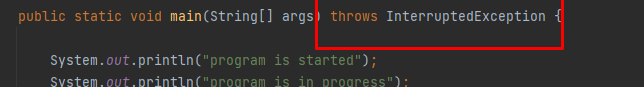 public static void main(String[] args) throws InterruptedException {
System.out.println("program is started");
System.out.println("program is in progress");